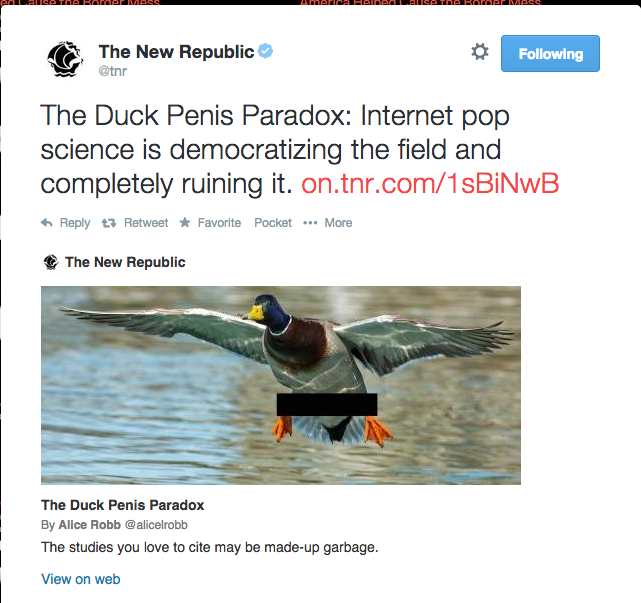 ed Cause the Border Mess
America Helped Cause the Border Mess
The New Republic
@tnr
Following
The Duck Penis Paradox: Internet pop
science is democratizing the field and
completely ruining it. on.tnr.com/1sBiNwB
Reply Retweet Favorite Pocket More
The New Republic
The Duck Penis Paradox
By Alice Robb @alicelrobb
The studies you love to cite may be made-up garbage.
View on web